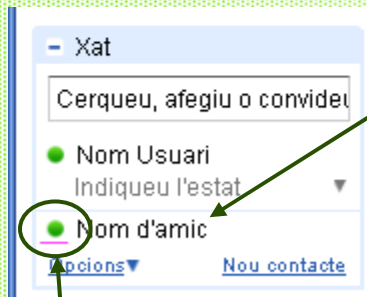 Xat
Cerqueu, afegiu o convideu
Nom Usuari
Indiqueu l'estat
Nom d'amic
Opcions▼
Nou contacte